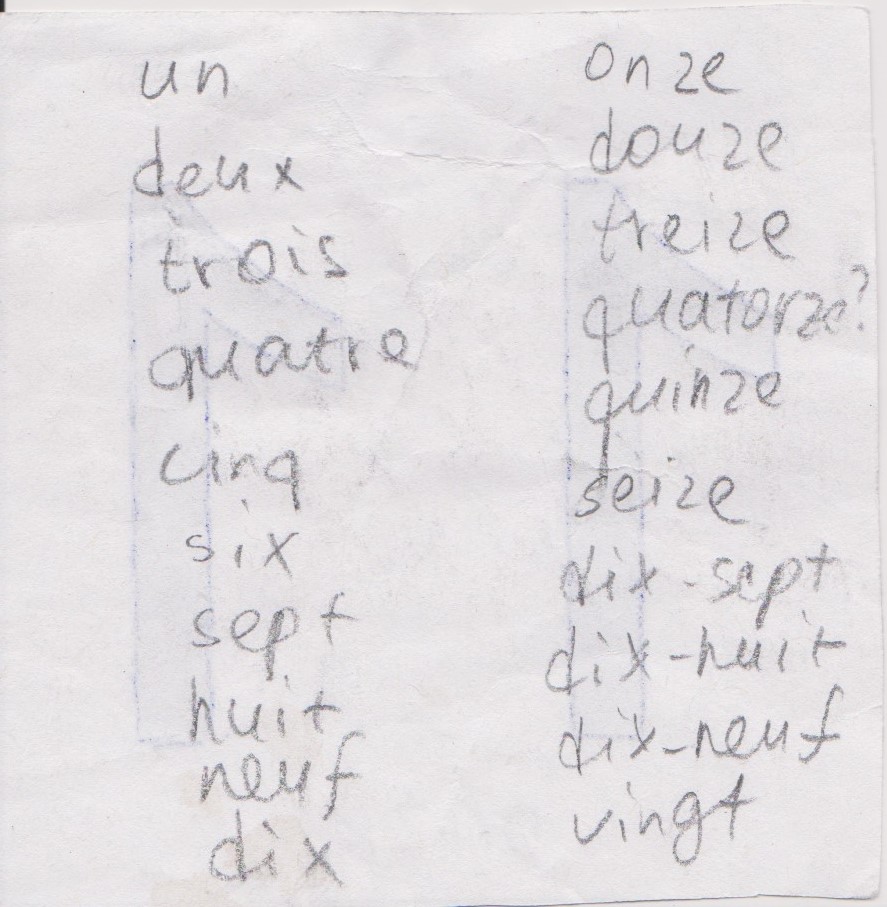 un
deux
trois
quatre
cinq
six
sept
huit
neuf
dix
onze
douze
treize
quatorze?
quinze
seize
dix-sept
dix-huit
dix-neuf
vingt